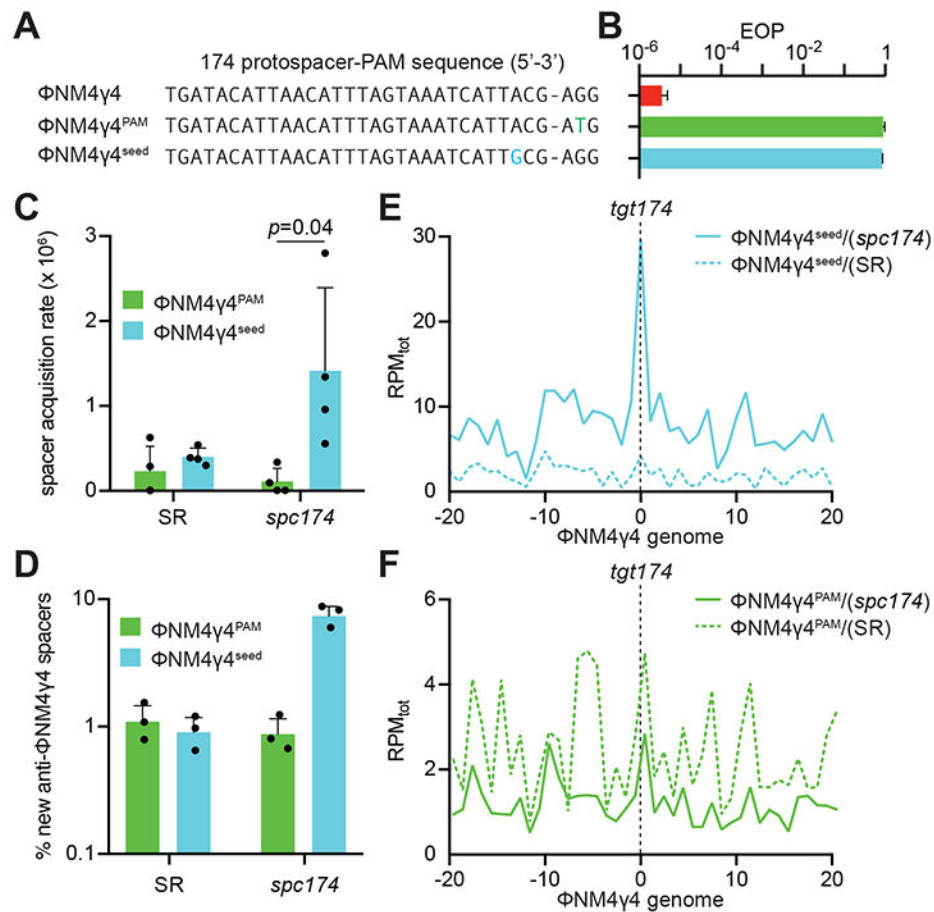 A
174 protospacer-PAM sequence (5'-3')
ΦNM4γ4 TGATACATTAACATTTAGTAAATCATTACG-AGG
ΦNM4γ4PAM TGATACATTAACATTTAGTAAATCATTACG-ATG
ΦNM4γ4seed TGATACATTAACATTTAGTAAATCATTGCG-AGG
B
EOP
10-6 10-4 10-2 1
C
spacer acquisition rate (x 10⁶)
3
2
1
0
p=0.04
ΦNM4γ4PAM
ΦNM4γ4seed
SR spc174
D
% new anti-ΦNM4γ4 spacers
10
1
0.1
ΦNM4γ4PAM
ΦNM4γ4seed
SR spc174
E
tgt174
ΦNM4γ4seed/(spc174)
ΦNM4γ4seed/(SR)
RPMtot
30
20
10
0
-20 -10 0 10 20
ΦNM4γ4 genome
F
tgt174
ΦNM4γ4PAM/(spc174)
ΦNM4γ4PAM/(SR)
RPMtot
6
4
2
0
-20 -10 0 10 20
ΦNM4γ4 genome